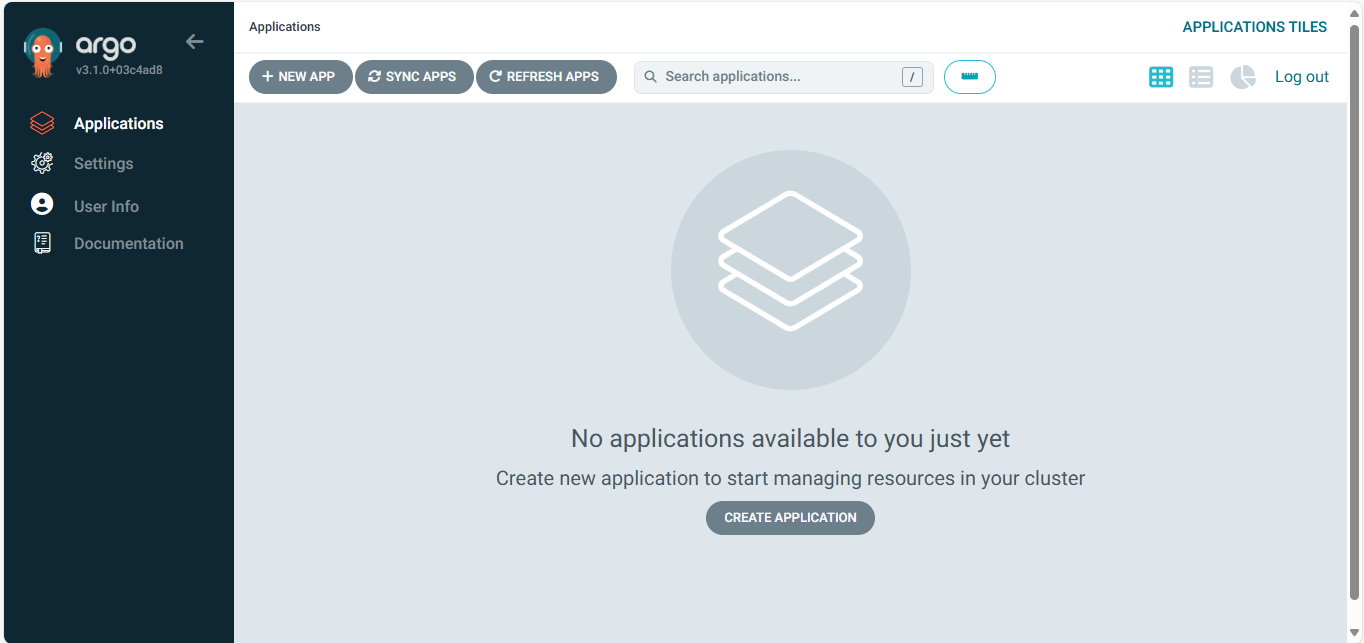 argo
v3.1.0+03c4ad8
Applications
Settings
User Info
Documentation
Applications
APPLICATIONS TILES
NEW APP
SYNC APPS
REFRESH APPS
Search applications...
/
Log out
No applications available to you just yet
Create new application to start managing resources in your cluster
CREATE APPLICATION